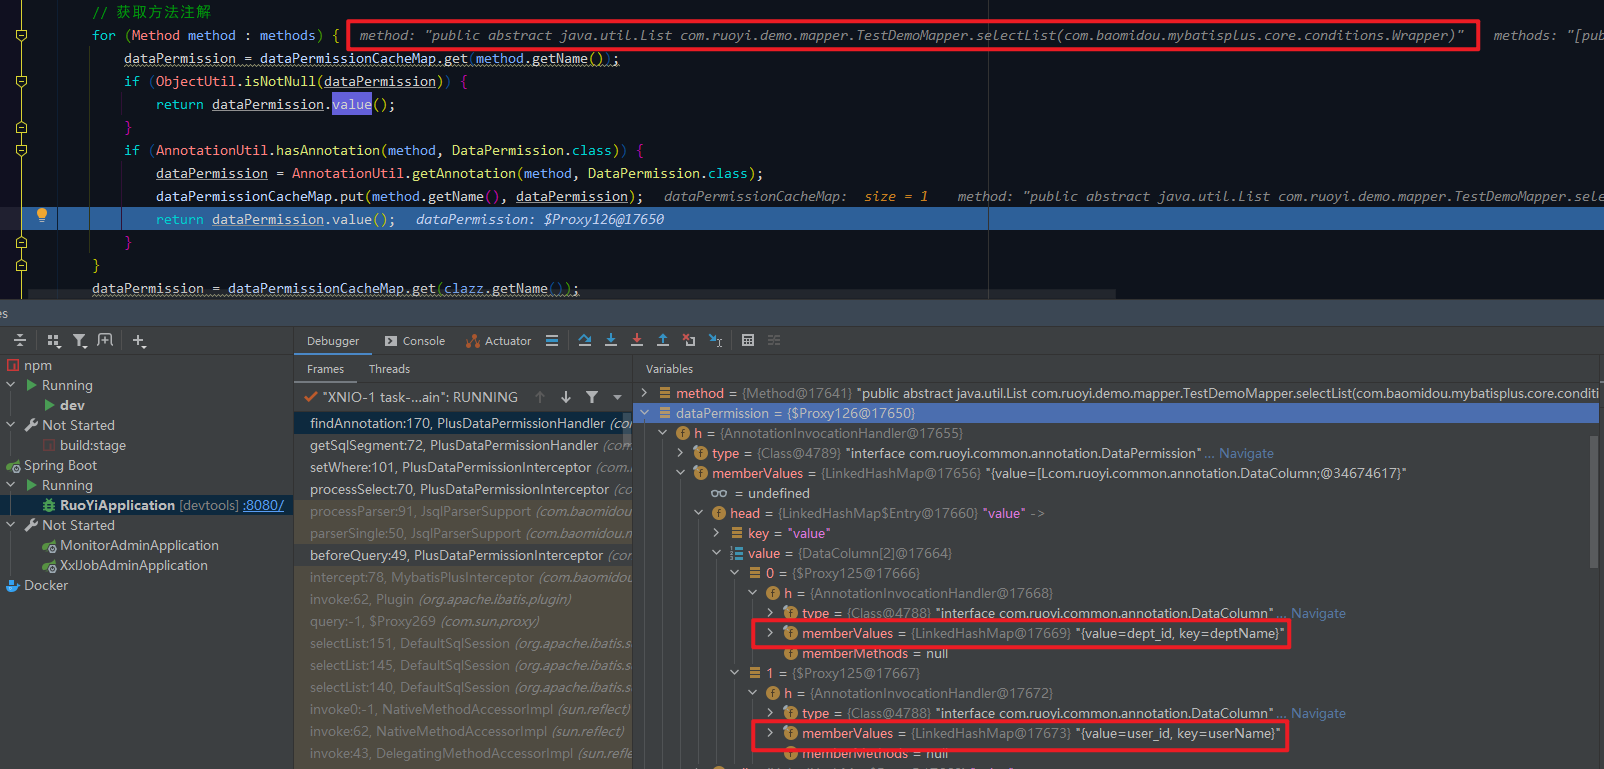 // 获取方法注解
for (Method method : methods) { method: "public abstract java.util.List com.ruoyi.demo.mapper.TestDemoMapper.selectList(com.baomidou.mybatisplus.core.conditions.Wrapper)" methods: "[pub
dataPermission = dataPermissionCacheMap.get(method.getName());
if (ObjectUtil.isNotNull(dataPermission)) {
return dataPermission.value();
}
if (AnnotationUtil.hasAnnotation(method, DataPermission.class)) {
dataPermission = AnnotationUtil.getAnnotation(method, DataPermission.class);
dataPermissionCacheMap.put(method.getName(), dataPermission); dataPermissionCacheMap: size = 1 method: "public abstract java.util.List com.ruoyi.demo.mapper.TestDemoMapper.sele
return dataPermission.value(); dataPermission: $Proxy126@17650
}
}
dataPermission = dataPermissionCacheMap.get(clazz.getName());
es
npm
Running
dev
Not Started
build:stage
Spring Boot
Running
RuoYiApplication [devtools] :8080/
Not Started
MonitorAdminApplication
XxlJobAdminApplication
Docker
Debugger
Console
Actuator
Frames
Threads
"XNIO-1 task-...ain": RUNNING
findAnnotation:170, PlusDataPermissionHandler (co
getSqlSegment:72, PlusDataPermissionHandler (com
setWhere:101, PlusDataPermissionInterceptor (com.
processSelect:70, PlusDataPermissionInterceptor (com
processParser:91, JsqlParserSupport (com.baomidou.
parserSingle:50, JsqlParserSupport (com.baomidou.m
beforeQuery:49, PlusDataPermissionInterceptor (com
intercept:78, MybatisPlusInterceptor (com.baomidou
invoke:62, Plugin (org.apache.ibatis.plugin)
query:-1, $Proxy269 (com.sun.proxy)
selectList:151, DefaultSqlSession (org.apache.ibatis.s
selectList:145, DefaultSqlSession (org.apache.ibatis.s
selectList:140, DefaultSqlSession (org.apache.ibatis.s
invoke0:-1, NativeMethodAccessorImpl (sun.reflect)
invoke:62, NativeMethodAccessorImpl (sun.reflect)
invoke:43, DelegatingMethodAccessorImpl (sun.refle
Variables
method = {Method@17641} "public abstract java.util.List com.ruoyi.demo.mapper.TestDemoMapper.selectList(com.baomidou.mybatisplus.core.conditi
dataPermission = {$Proxy126@17650}
h = {AnnotationInvocationHandler@17655}
type = {Class@4789} "interface com.ruoyi.common.annotation.DataPermission" ... Navigate
memberValues = {LinkedHashMap@17656} "{value=[Lcom.ruoyi.common.annotation.DataColumn;@34674617}"
= undefined
head = {LinkedHashMap$Entry@17660} "value" ->
key = "value"
value = {DataColumn[2]@17664}
0 = {$Proxy125@17666}
h = {AnnotationInvocationHandler@17668}
type = {Class@4788} "interface com.ruoyi.common.annotation.DataColumn" ... Navigate
memberValues = {LinkedHashMap@17669} "{value=dept_id, key=deptName}"
memberMethods = null
1 = {$Proxy125@17667}
h = {AnnotationInvocationHandler@17672}
type = {Class@4788} "interface com.ruoyi.common.annotation.DataColumn" ... Navigate
memberValues = {LinkedHashMap@17673} "{value=user_id, key=userName}"
memberMethods = null